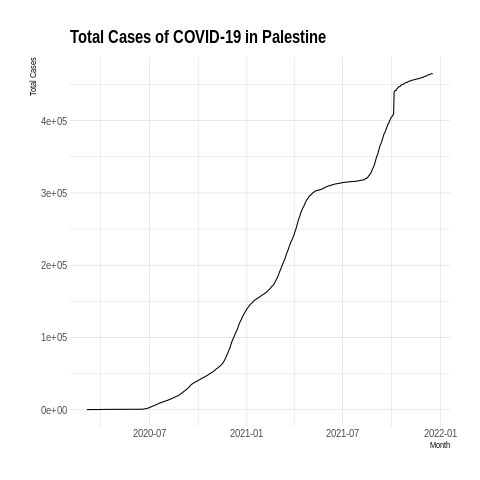 Total Cases of COVID-19 in Palestine
Total Cases
4e+05
3e+05
2e+05
1e+05
0e+00
2020-07 2021-01 2021-07 2022-01
Month